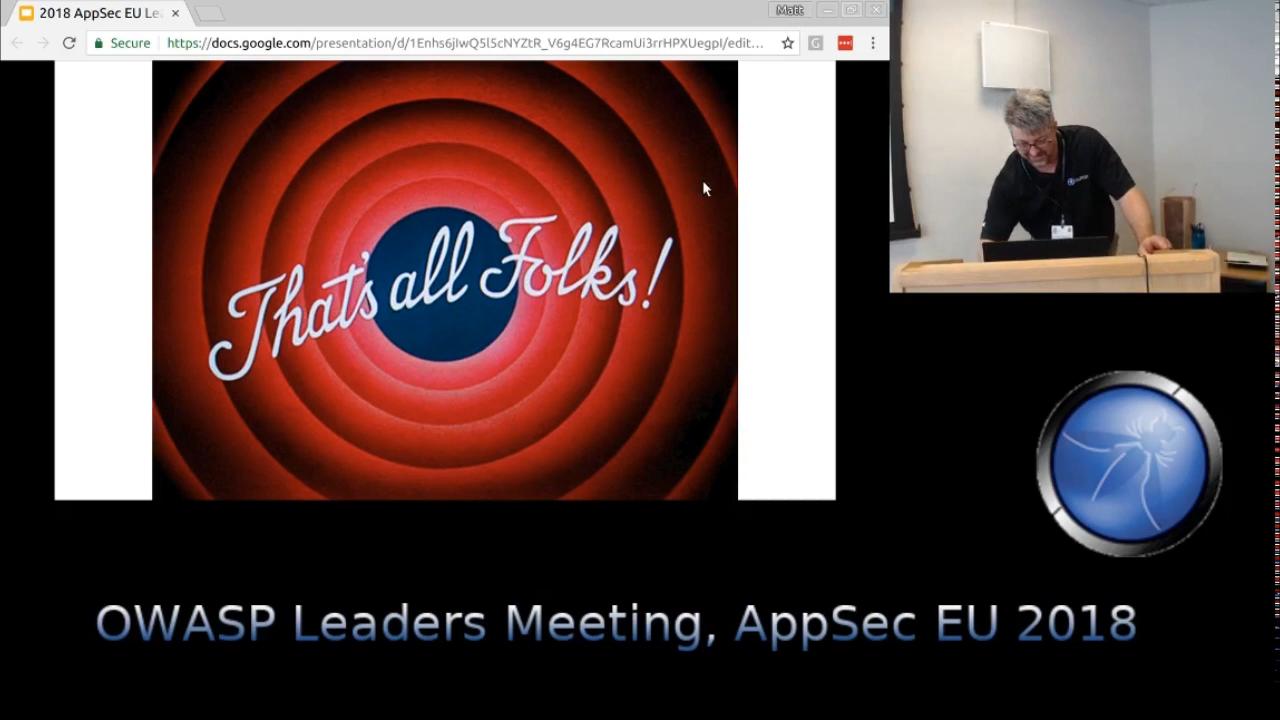 2018 AppSec EU Le
Matt
Secure
https://docs.google.com/presentation/d/1Enhs6jIwQ5l5cNYZtR_V6g4EG7RcamUi3rrHPXUegpI/edit...
That's all Folks!
OWASP Leaders Meeting, AppSec EU 2018